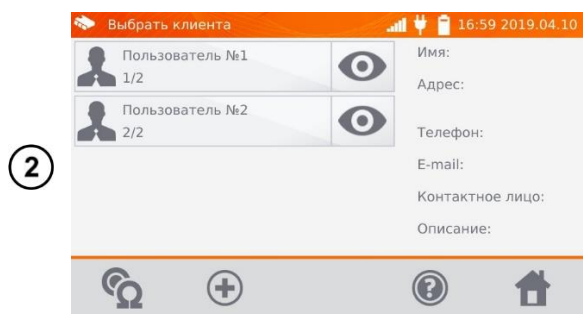 Выбрать клиента
16:59 2019.04.10
Пользователь №1
1/2
Пользователь №2
2/2
Имя:
Адрес:
Телефон:
E-mail:
Контактное лицо:
Описание:
2